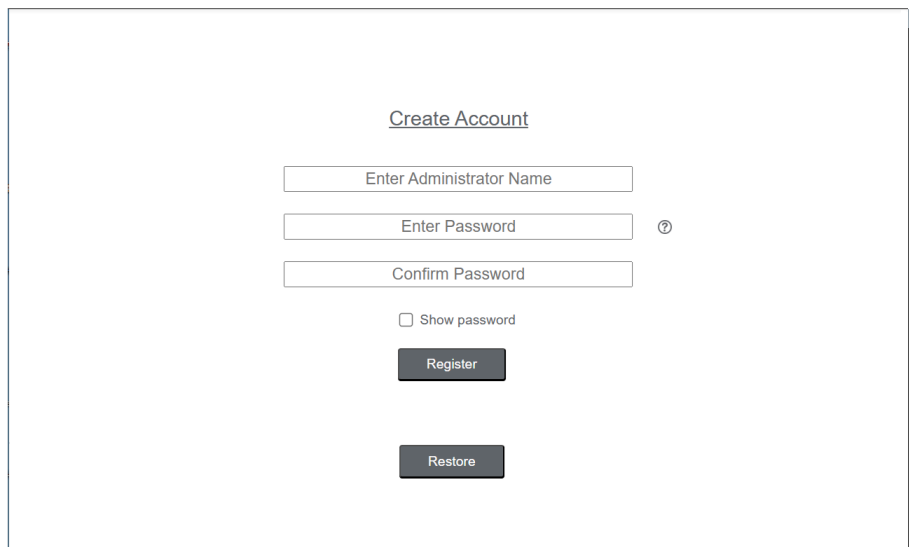 Create Account
Enter Administrator Name
Enter Password
Confirm Password
Show password
Register
Restore